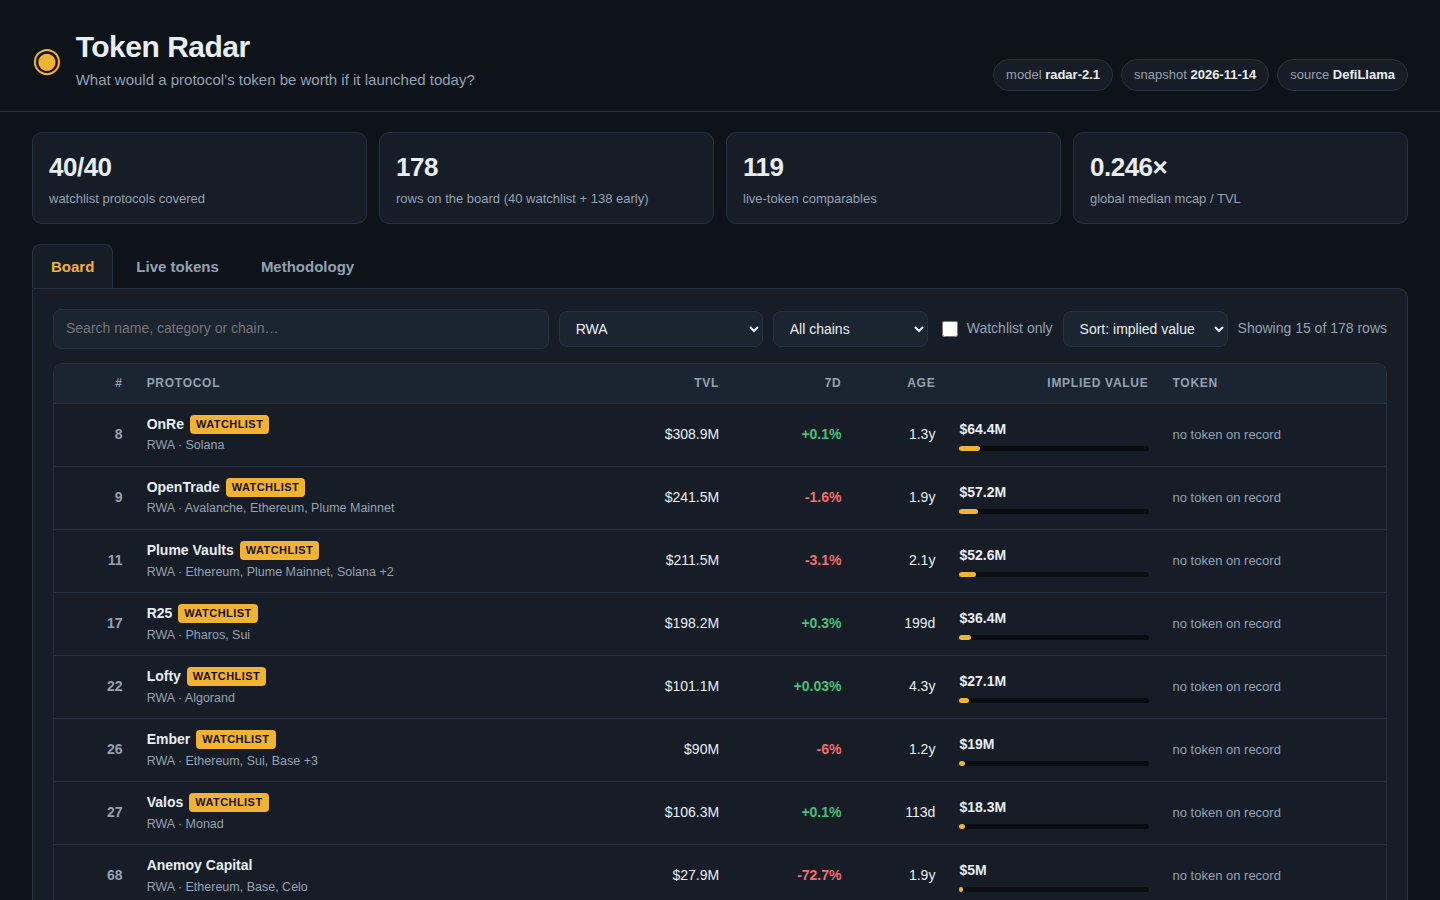 Token Radar
What would a protocol's token be worth if it launched today?
model radar-2.1
snapshot 2026-11-14
source DefiLlama
40/40
watchlist protocols covered
178
rows on the board (40 watchlist + 138 early)
119
live-token comparables
0.246×
global median mcap / TVL
Board Live tokens Methodology
Search name, category or chain…
RWA
All chains
Watchlist only
Sort: implied value
Showing 15 of 178 rows
# PROTOCOL TVL 7D AGE IMPLIED VALUE TOKEN
8 OnRe WATCHLIST $308.9M +0.1% 1.3y $64.4M no token on record
RWA · Solana
9 OpenTrade WATCHLIST $241.5M -1.6% 1.9y $57.2M no token on record
RWA · Avalanche, Ethereum, Plume Mainnet
11 Plume Vaults WATCHLIST $211.5M -3.1% 2.1y $52.6M no token on record
RWA · Ethereum, Plume Mainnet, Solana +2
17 R25 WATCHLIST $198.2M +0.3% 199d $36.4M no token on record
RWA · Pharos, Sui
22 Lofty WATCHLIST $101.1M +0.03% 4.3y $27.1M no token on record
RWA · Algorand
26 Ember WATCHLIST $90M -6% 1.2y $19M no token on record
RWA · Ethereum, Sui, Base +3
27 Valos WATCHLIST $106.3M +0.1% 113d $18.3M no token on record
RWA · Monad
68 Anemoy Capital $27.9M -72.7% 1.9y $5M no token on record
RWA · Ethereum, Base, Celo